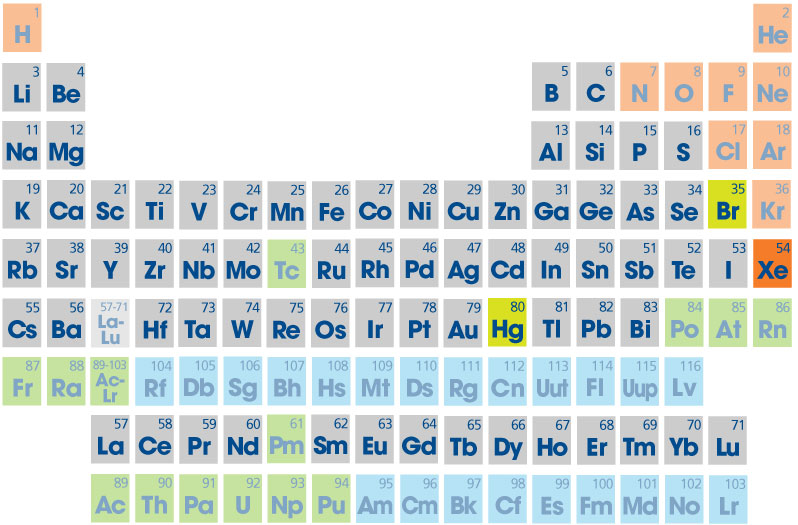 1 2
H He
3 4 5 6 7 8 9 10
Li Be B C N O F Ne
11 12 13 14 15 16 17 18
Na Mg Al Si P S Cl Ar
19 20 21 22 23 24 25 26 27 28 29 30 31 32 33 34 35 36
K Ca Sc Ti V Cr Mn Fe Co Ni Cu Zn Ga Ge As Se Br Kr
37 38 39 40 41 42 43 44 45 46 47 48 49 50 51 52 53 54
Rb Sr Y Zr Nb Mo Tc Ru Rh Pd Ag Cd In Sn Sb Te I Xe
55 56 57-71 72 73 74 75 76 77 78 79 80 81 82 83 84 85 86
Cs Ba La-Lu Hf Ta W Re Os Ir Pt Au Hg Tl Pb Bi Po At Rn
87 88 89-103 104 105 106 107 108 109 110 111 112 113 114 115 116
Fr Ra Ac-Lr Rf Db Sg Bh Hs Mt Ds Rg Cn Uut Fl Uup Lv
57 58 59 60 61 62 63 64 65 66 67 68 69 70 71
La Ce Pr Nd Pm Sm Eu Gd Tb Dy Ho Er Tm Yb Lu
89 90 91 92 93 94 95 96 97 98 99 100 101 102 103
Ac Th Pa U Np Pu Am Cm Bk Cf Es Fm Md No Lr